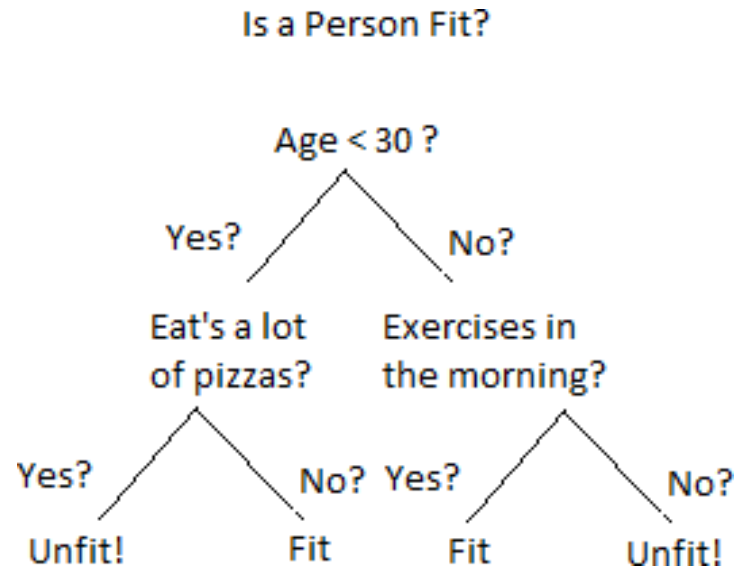 Is a Person Fit?
Age < 30 ?
Yes?
No?
Eat's a lot
of pizzas?
Exercises in
the morning?
Yes?
No?
Yes?
No?
Unfit!
Fit
Fit
Unfit!